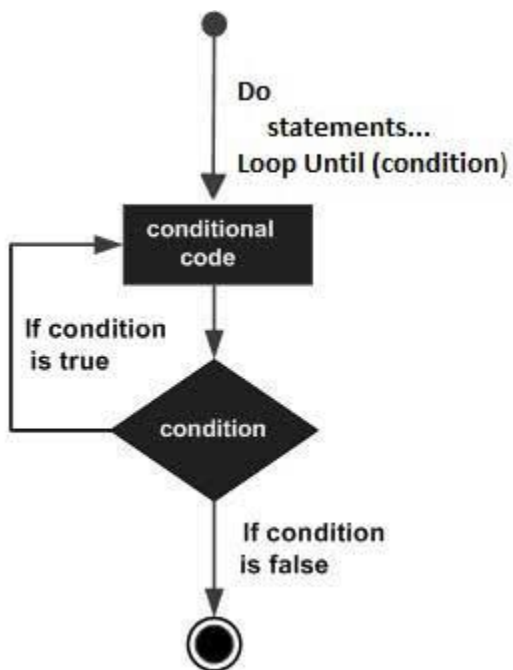 Do
statements...
Loop Until (condition)
conditional
code
If condition
is true
condition
If condition
is false